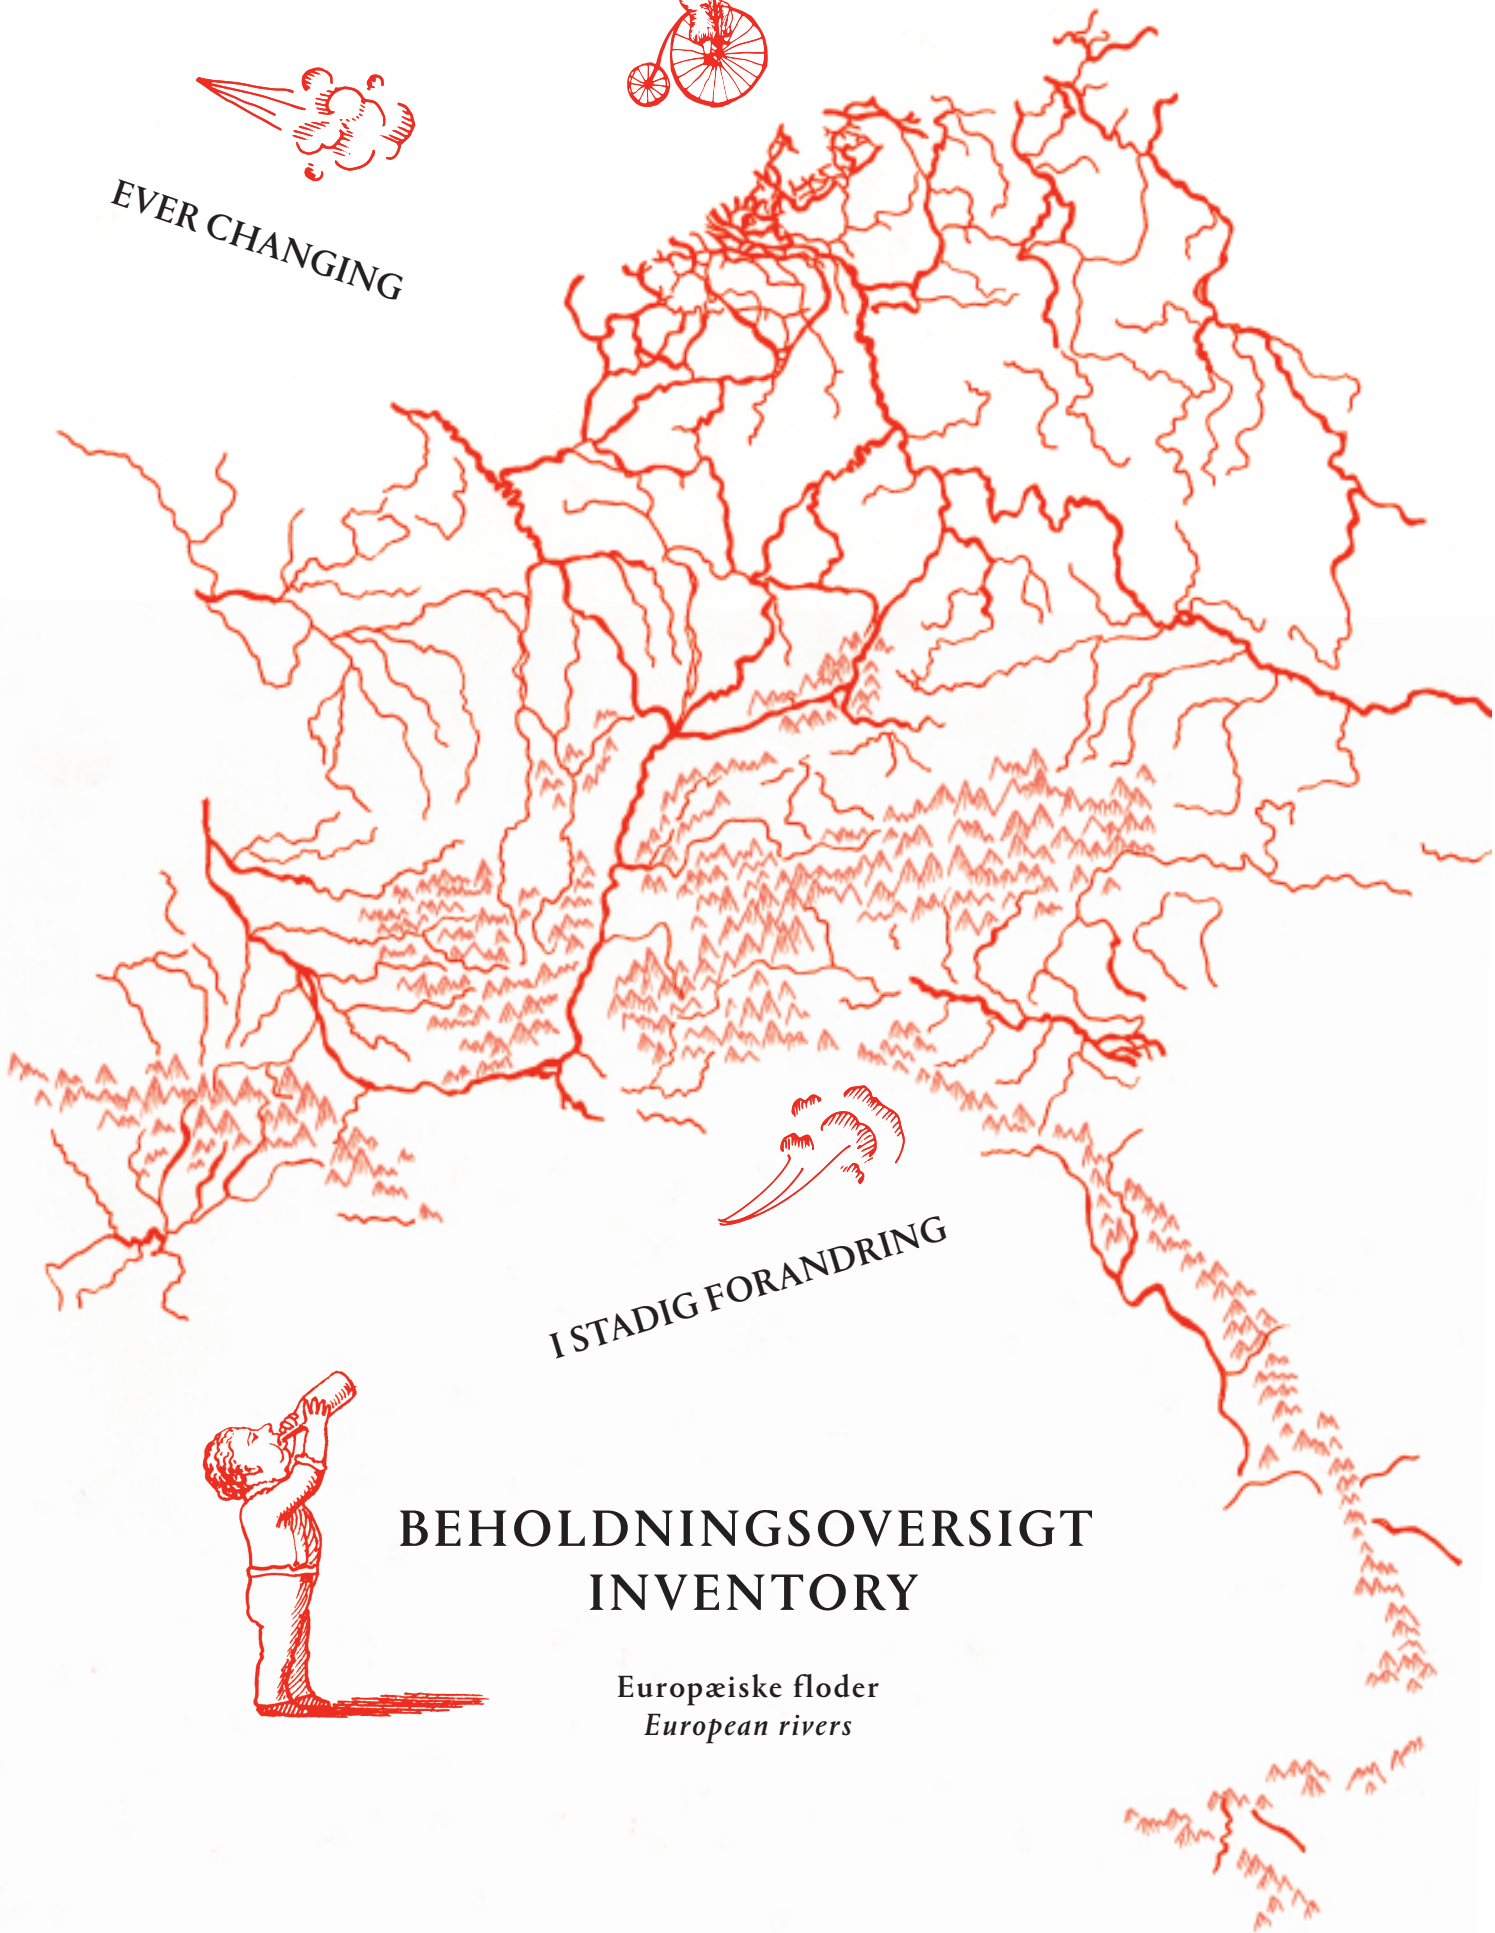 EVER CHANGING
I STADIG FORANDRING
BEHOLDNINGSOVERSIGT
INVENTORY
Europæiske floder
European rivers